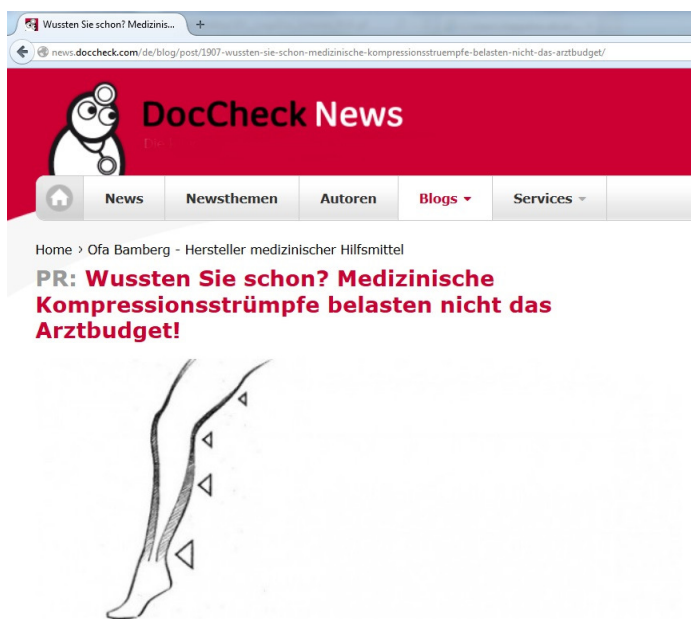 Wussten Sie schon? Medizinis...
news.doccheck.com/de/blog/post/1907-wussten-sie-schon-medizinische-kompressionsstruempfe-belasten-nicht-das-arztbudget/
DocCheck News
News Newsthemen Autoren Blogs Services
Home > Ofa Bamberg - Hersteller medizinischer Hilfsmittel
PR: Wussten Sie schon? Medizinische
Kompressionsstrümpfe belasten nicht das
Arztbudget!